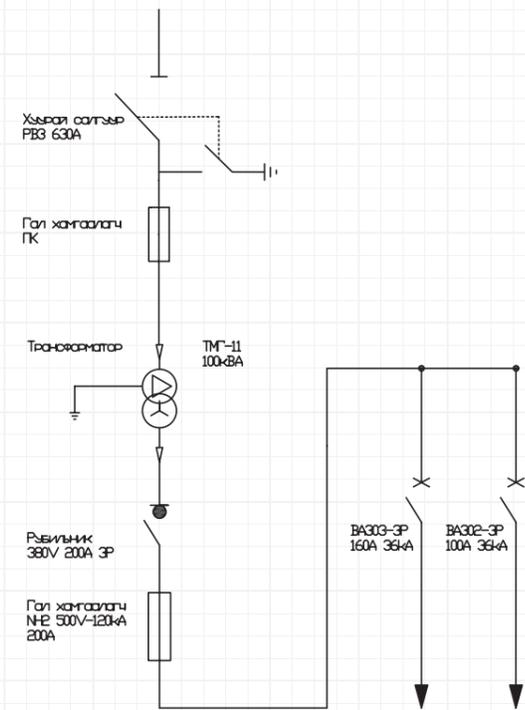 Хуурай салгуур
РВЗ 630А
Гал хамгаалагч
ПК
Трансформатор
ТМГ-11
100кВА
Рубильник
380V 200A 3P
ВА303-3Р
160А 36kA
ВА302-3Р
100А 36kA
Гал хамгаалагч
NH2 500V-120kA
200A